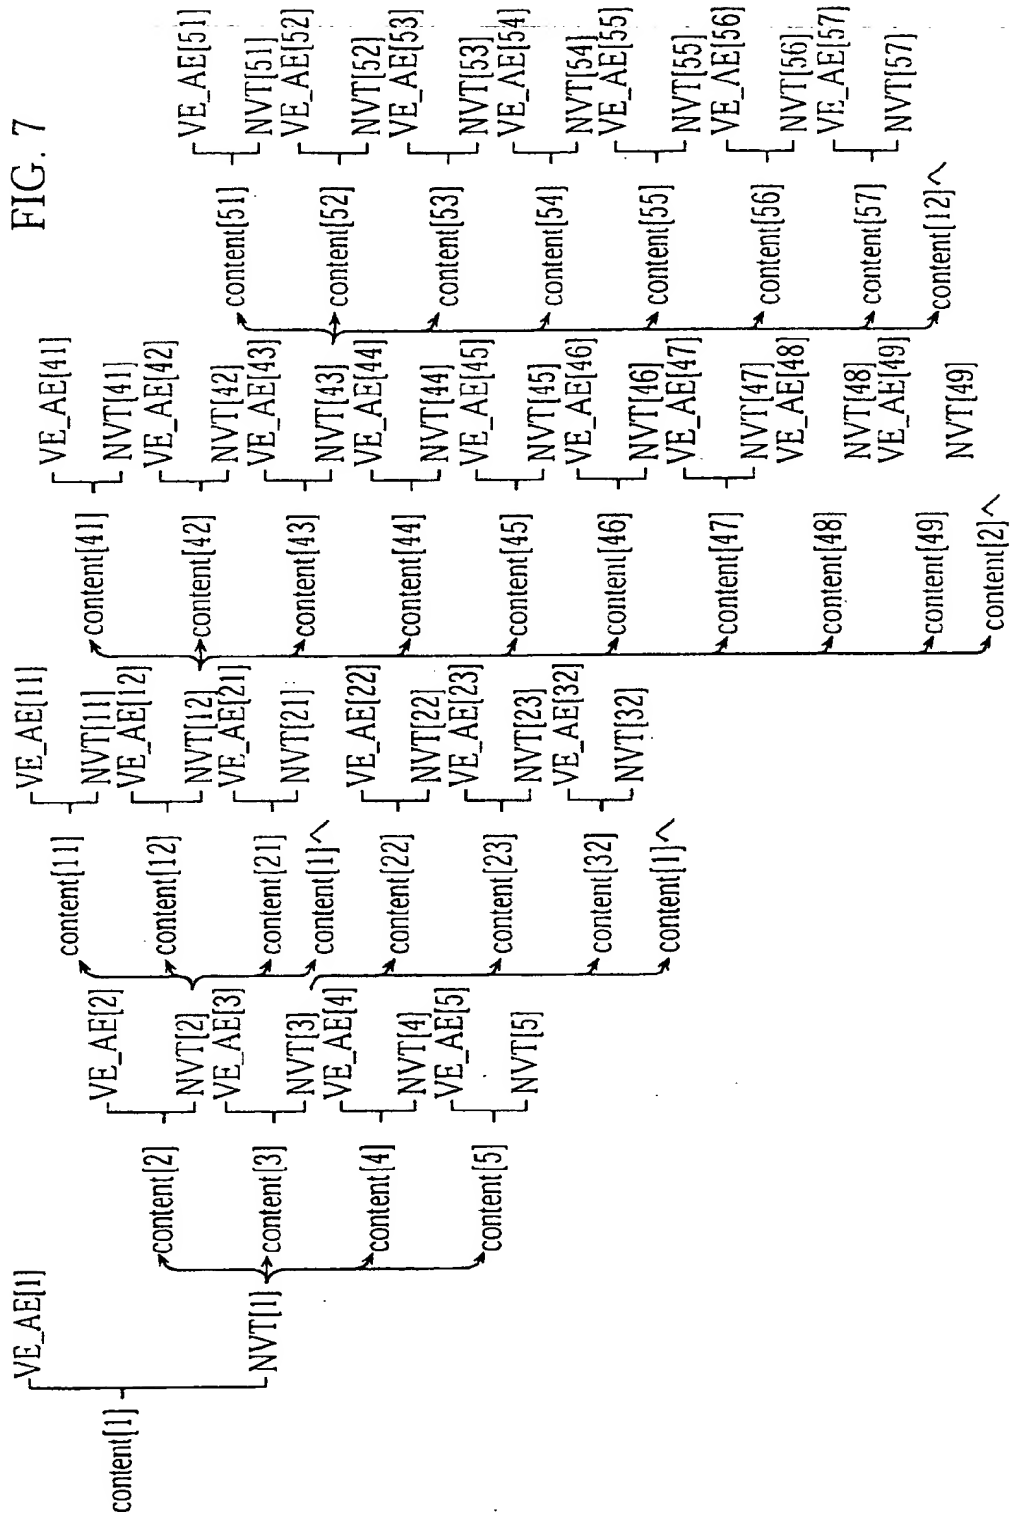 FIG. 7
content[1]
VE_AE[1]
NVT[1]
content[2]
content[3]
content[4]
content[5]
VE_AE[2]
NVT[2]
VE_AE[3]
NVT[3]
VE_AE[4]
NVT[4]
VE_AE[5]
NVT[5]
content[11]
content[12]
content[21]
content[1]
content[22]
content[23]
content[32]
content[1]
VE_AE[11]
NVT[11]
VE_AE[12]
NVT[12]
VE_AE[21]
NVT[21]
VE_AE[22]
NVT[22]
VE_AE[23]
NVT[23]
VE_AE[32]
NVT[32]
content[41]
content[42]
content[43]
content[44]
content[45]
content[46]
content[47]
content[48]
content[49]
content[2]
VE_AE[41]
NVT[41]
VE_AE[42]
NVT[42]
VE_AE[43]
NVT[43]
VE_AE[44]
NVT[44]
VE_AE[45]
NVT[45]
VE_AE[46]
NVT[46]
VE_AE[47]
NVT[47]
VE_AE[48]
NVT[48]
VE_AE[49]
NVT[49]
content[51]
content[52]
content[53]
content[54]
content[55]
content[56]
content[57]
content[12]
VE_AE[51]
NVT[51]
VE_AE[52]
NVT[52]
VE_AE[53]
NVT[53]
VE_AE[54]
NVT[54]
VE_AE[55]
NVT[55]
VE_AE[56]
NVT[56]
VE_AE[57]
NVT[57]